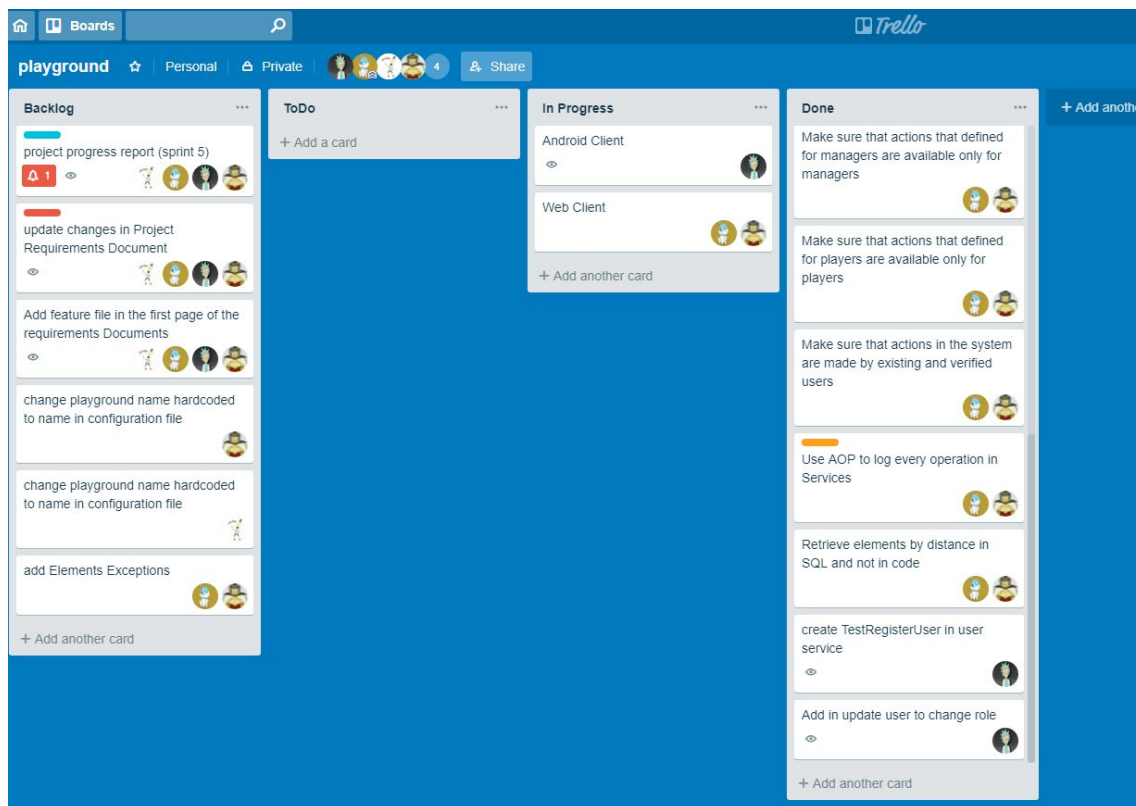 Boards
Trello
playground
Personal
Private
4
Share
Backlog
project progress report (sprint 5)
1
update changes in Project
Requirements Document
Add feature file in the first page of the
requirements Documents
change playground name hardcoded
to name in configuration file
change playground name hardcoded
to name in configuration file
add Elements Exceptions
+ Add another card
ToDo
+ Add a card
In Progress
Android Client
Web Client
+ Add another card
Done
Make sure that actions that defined
for managers are available only for
managers
Make sure that actions that defined
for players are available only for
players
Make sure that actions in the system
are made by existing and verified
users
Use AOP to log every operation in
Services
Retrieve elements by distance in
SQL and not in code
create TestRegisterUser in user
service
Add in update user to change role
+ Add another card
+ Add anothe